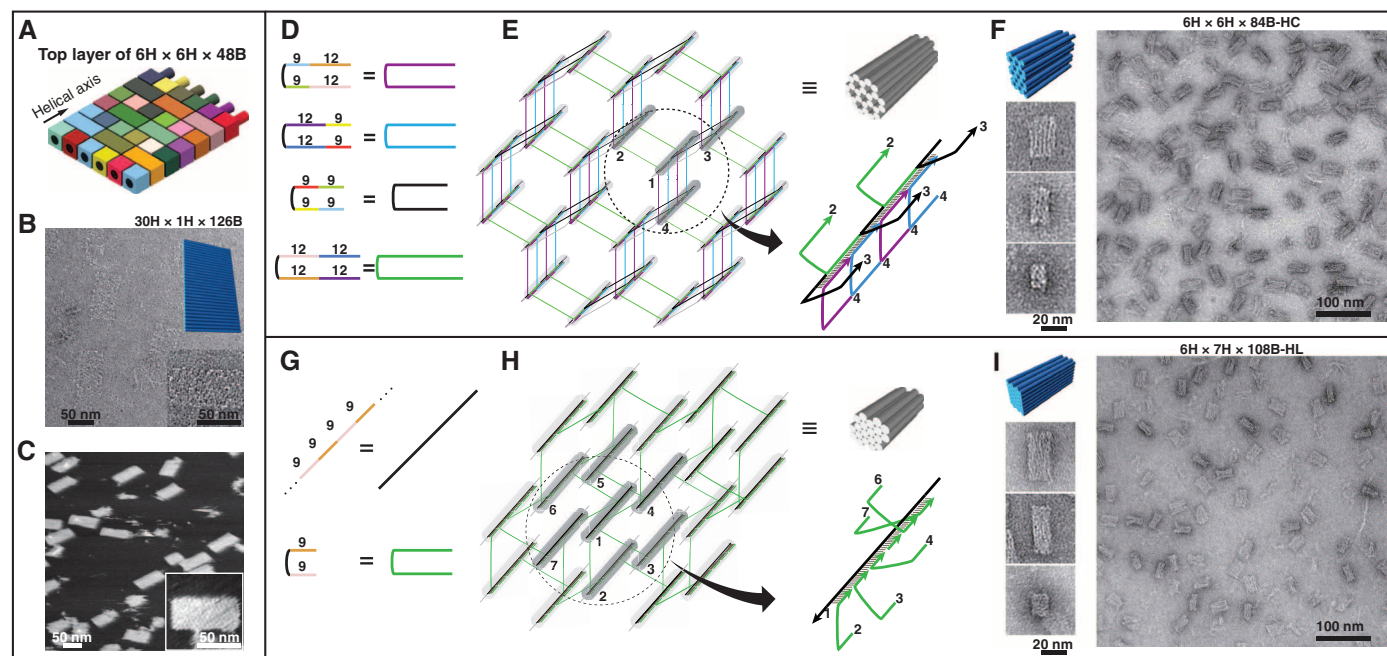 A
Top layer of 6H × 6H × 48B
Helical axis
B
30H × 1H × 126B
50 nm
50 nm
C
50 nm
50 nm
D
9 12
9 12
=
12 9
12 9
=
9 9
9 9
=
12 12
12 12
=
E
2
3
1
4
≡
3
2
3
2
4
3
4
4
F
6H × 6H × 84B-HC
20 nm
100 nm
G
9
9
9
9
=
9
9
=
H
5
6
4
1
7
3
2
≡
6
7
4
3
1
2
I
6H × 7H × 108B-HL
20 nm
100 nm